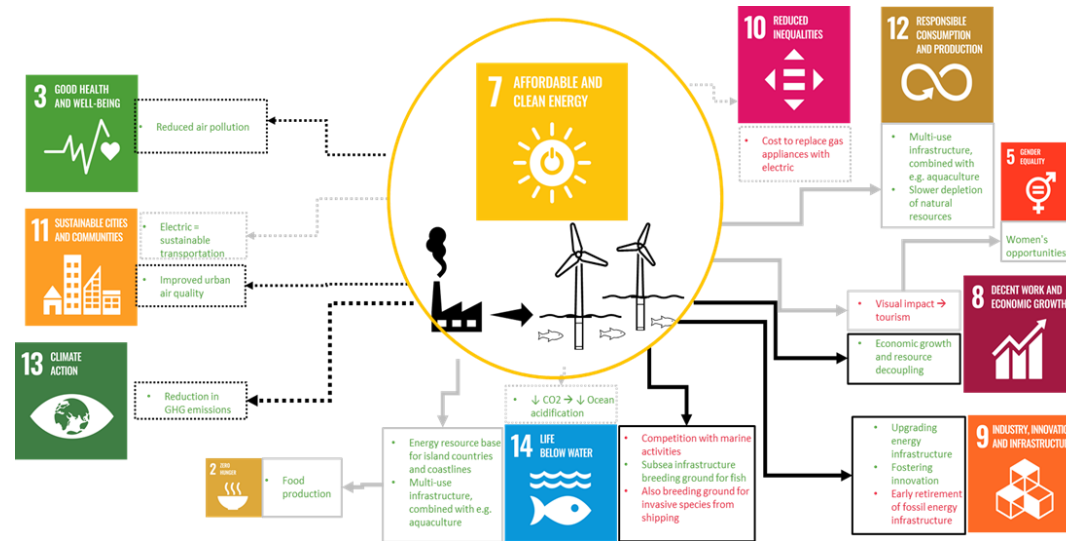 3 GOOD HEALTH
AND WELL-BEING
• Reduced air pollution
11 SUSTAINABLE CITIES
AND COMMUNITIES
• Electric =
sustainable
transportation
• Improved urban
air quality
13 CLIMATE
ACTION
• Reduction in
GHG emissions
2 ZERO
HUNGER
• Food
production
7 AFFORDABLE AND
CLEAN ENERGY
• Energy resource base
for island countries
and coastlines
• Multi-use
infrastructure,
combined with e.g.
aquaculture
• ↓ CO2 → ↓ Ocean
acidification
14 LIFE
BELOW WATER
• Competition with marine
activities
• Subsea infrastructure
breeding ground for fish
• Also breeding ground for
invasive species from
shipping
10 REDUCED
INEQUALITIES
• Cost to replace gas
appliances with
electric
12 RESPONSIBLE
CONSUMPTION
AND PRODUCTION
• Multi-use
infrastructure,
combined with e.g.
aquaculture
• Slower depletion
of natural
resources
5 GENDER
EQUALITY
Women's
opportunities
• Visual impact →
tourism
• Economic growth
and resource
decoupling
8 DECENT WORK AND
ECONOMIC GROWTH
• Upgrading
energy
infrastructure
• Fostering
innovation
• Early retirement
of fossil energy
infrastructure
9 INDUSTRY, INNOVATIO
AND INFRASTRUCTURE